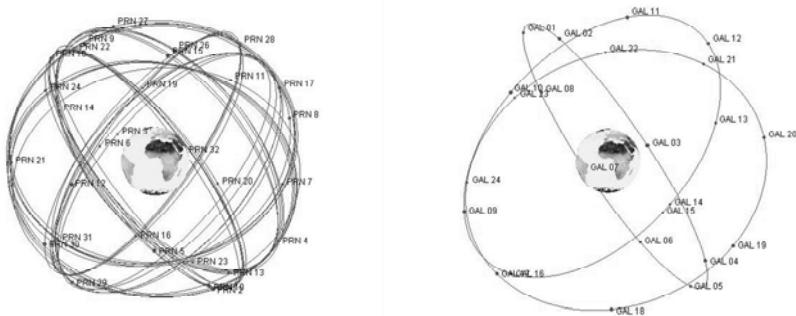 PRN 27
PRN 9
PRN 22
PRN 26
PRN 15
PRN 28
PRN 24
PRN 19
PRN 11
PRN 17
PRN 14
PRN 8
PRN 6
PRN 32
PRN 21
PRN 12
PRN 20
PRN 7
PRN 31
PRN 16
PRN 5
PRN 4
PRN 23
PRN 13
PRN 29
PRN 2
GAL 01
GAL 02
GAL 11
GAL 12
GAL 22
GAL 21
GAL 10
GAL 08
GAL 23
GAL 13
GAL 20
GAL 03
GAL 07
GAL 24
GAL 14
GAL 09
GAL 15
GAL 06
GAL 19
GAL 16
GAL 04
GAL 05
GAL 18